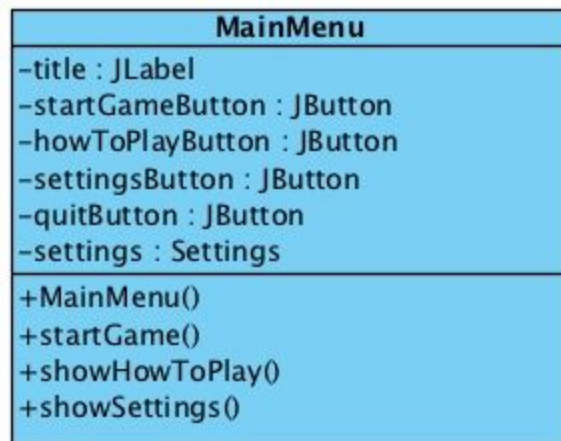 MainMenu
-title : JLabel
-startGameButton : JButton
-howToPlayButton : JButton
-settingsButton : JButton
-quitButton : JButton
-settings : Settings
+MainMenu()
+startGame()
+showHowToPlay()
+showSettings()